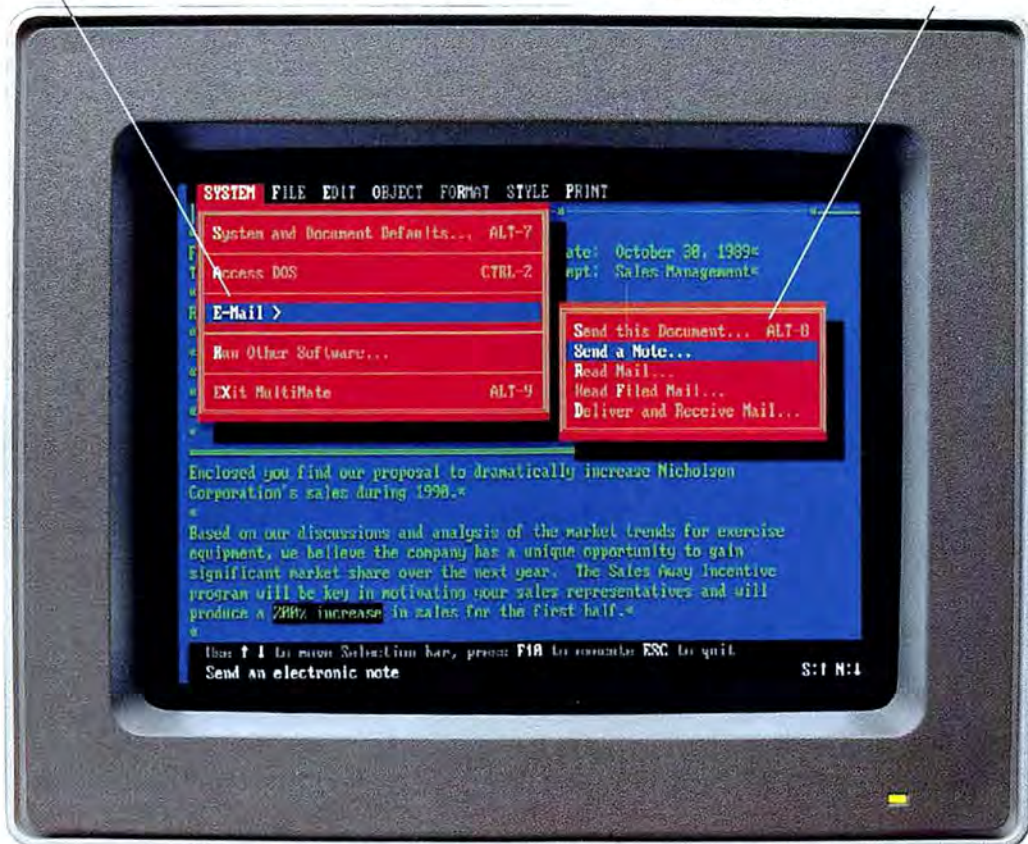 SYSTEM FILE EDIT OBJECT FORMAT STYLE PRINT
System and Document Defaults... ALT-7
ate: October 30, 1989«
Access DOS CTRL-2
ept: Sales Management«
E-Mail >
Send this Document... ALT-8
Run Other Software...
Send a Note...
Read Mail...
EXit MultiMate ALT-9
Read Filed Mail...
Deliver and Receive Mail...
Enclosed you find our proposal to dramatically increase Nicholson
Corporation's sales during 1990.«
«
Based on our discussions and analysis of the market trends for exercise
equipment, we believe the company has a unique opportunity to gain
significant market share over the next year. The Sales Away Incentive
program will be key in motivating your sales representatives and will
produce a 200% increase in sales for the first half.«
«
Use ↑ ↓ to move Selection bar, press F10 to execute ESC to quit
Send an electronic note S:↑ N:↓